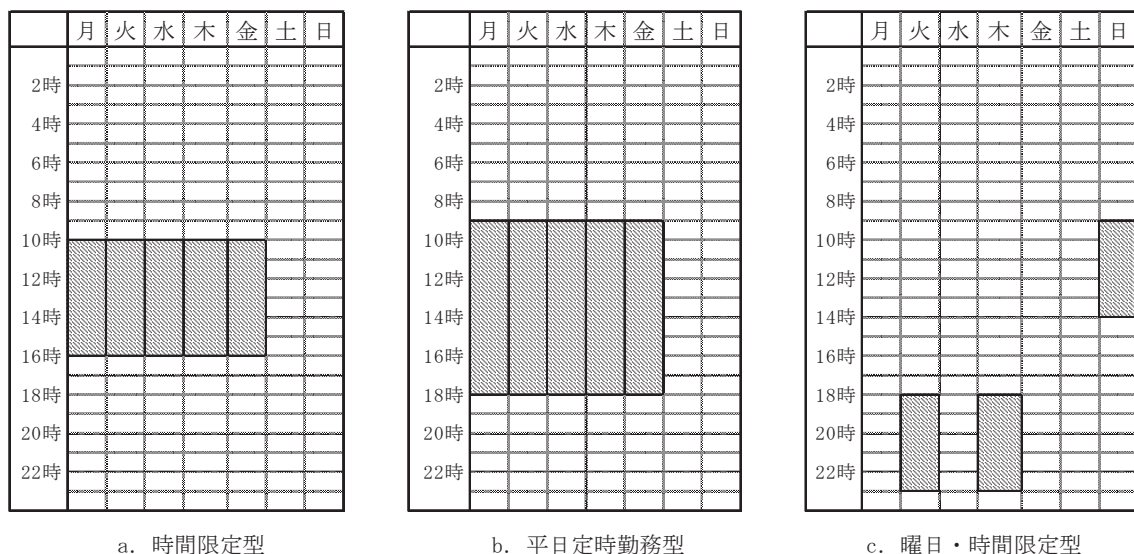 月 火 水 木 金 土 日
2時
4時
6時
8時
10時
12時
14時
16時
18時
20時
22時
a. 時間限定型
月 火 水 木 金 土 日
2時
4時
6時
8時
10時
12時
14時
16時
18時
20時
22時
b. 平日定時勤務型
月 火 水 木 金 土 日
2時
4時
6時
8時
10時
12時
14時
16時
18時
20時
22時
c. 曜日・時間限定型